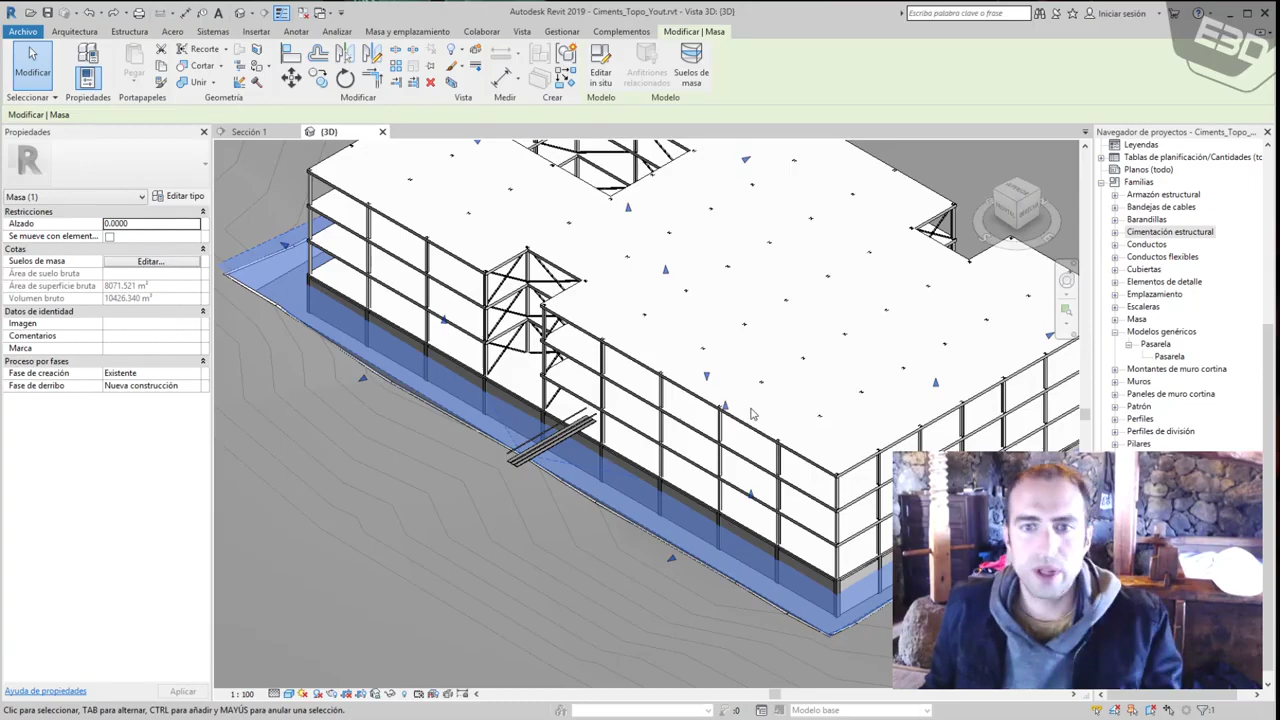 Autodesk Revit 2019 - Ciments_Topo_Yout.rvt - Vista 3D: {3D}
Escriba palabra clave o frase
Iniciar sesión
Archivo Arquitectura Estructura Acero Sistemas Insertar Anotar Analizar Masa y emplazamiento Colaborar Vista Gestionar Complementos Modificar | Masa
Modificar
Pegar
Recorte
Cortar
Unir
Editar in situ
Anfitriones relacionados
Suelos de masa
Seleccionar Propiedades Portapapeles Geometría Modificar Vista Medir Crear Modelo Modelo
E3D
Modificar | Masa
Propiedades
Sección 1
{3D}
Navegador de proyectos - Ciments_Topo_...
Masa (1)
Editar tipo
Restricciones
Alzado 0.0000
Se mueve con element...
Cotas
Suelos de masa Editar...
Área de suelo bruta
Área de superficie bruta 8071.521 m²
Volumen bruto 10426.340 m³
Datos de identidad
Imagen
Comentarios
Marca
Proceso por fases
Fase de creación Existente
Fase de derribo Nueva construcción
Ayuda de propiedades
Aplicar
Leyendas
Tablas de planificación/Cantidades (to
Planos (todo)
Familias
Armazón estructural
Bandejas de cables
Barandillas
Cimentación estructural
Conductos
Conductos flexibles
Cubiertas
Elementos de detalle
Emplazamiento
Escaleras
Masa
Modelos genéricos
Pasarela
Pasarela
Montantes de muro cortina
Muros
Paneles de muro cortina
Patrón
Perfiles
Perfiles de división
Pilares
1 : 100
Clic para seleccionar, TAB para alternar, CTRL para añadir y MAYÚS para anular una selección.
:0
Modelo base
:1